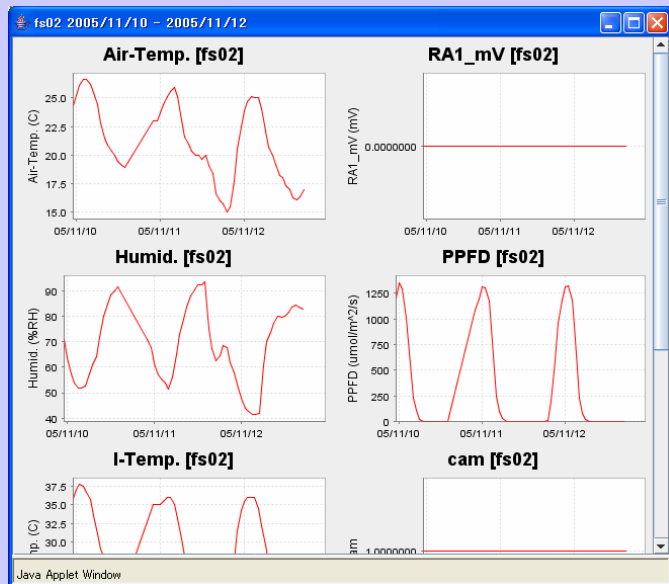 fs02 2005/11/10 - 2005/11/12
Air-Temp. [fs02]
Air-Temp. (C)
25.0
22.5
20.0
17.5
15.0
05/11/10 05/11/11 05/11/12
RA1_mV [fs02]
RA1_mV (mV)
0.0000000
05/11/10 05/11/11 05/11/12
Humid. [fs02]
Humid. (%RH)
90
80
70
60
50
40
05/11/10 05/11/11 05/11/12
PPFD [fs02]
PPFD (umol/m^2/s)
1250
1000
750
500
250
0
05/11/10 05/11/11 05/11/12
I-Temp. [fs02]
mp. (C)
37.5
35.0
32.5
30.0
cam [fs02]
am
1.0000000
Java Applet Window